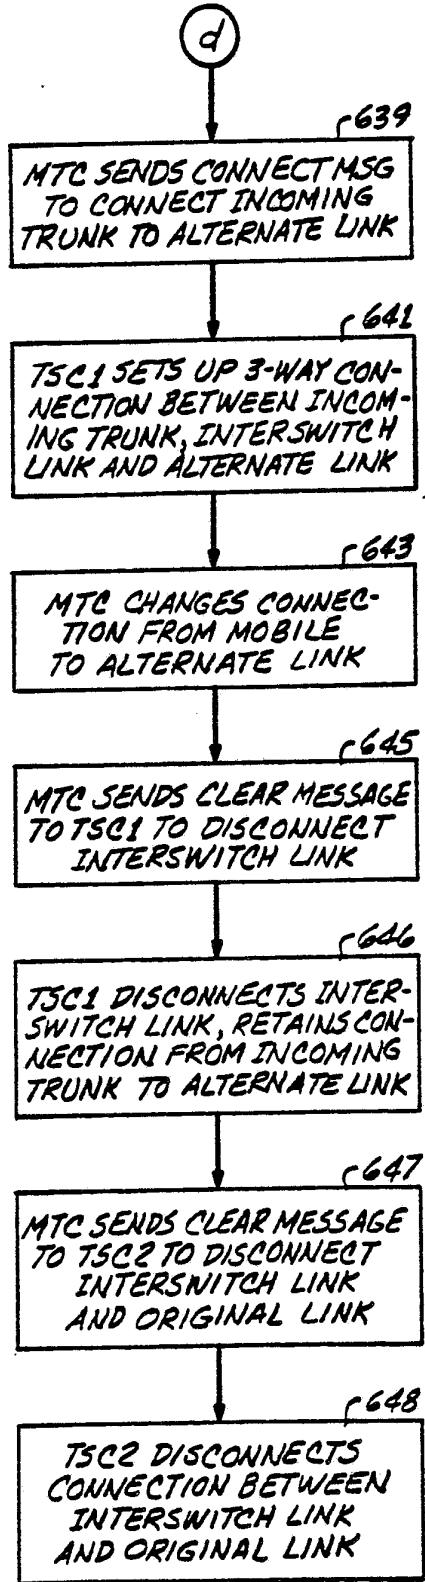 d
639
MTC SENDS CONNECT MSG
TO CONNECT INCOMING
TRUNK TO ALTERNATE LINK
641
TSC1 SETS UP 3-WAY CON-
NECTION BETWEEN INCOM-
ING TRUNK, INTERSWITCH
LINK AND ALTERNATE LINK
643
MTC CHANGES CONNEC-
TION FROM MOBILE
TO ALTERNATE LINK
645
MTC SENDS CLEAR MESSAGE
TO TSC1 TO DISCONNECT
INTERSWITCH LINK
646
TSC1 DISCONNECTS INTER-
SWITCH LINK, RETAINS CON-
NECTION FROM INCOMING
TRUNK TO ALTERNATE LINK
647
MTC SENDS CLEAR MESSAGE
TO TSC2 TO DISCONNECT
INTERSWITCH LINK
AND ORIGINAL LINK
648
TSC2 DISCONNECTS
CONNECTION BETWEEN
INTERSWITCH LINK
AND ORIGINAL LINK